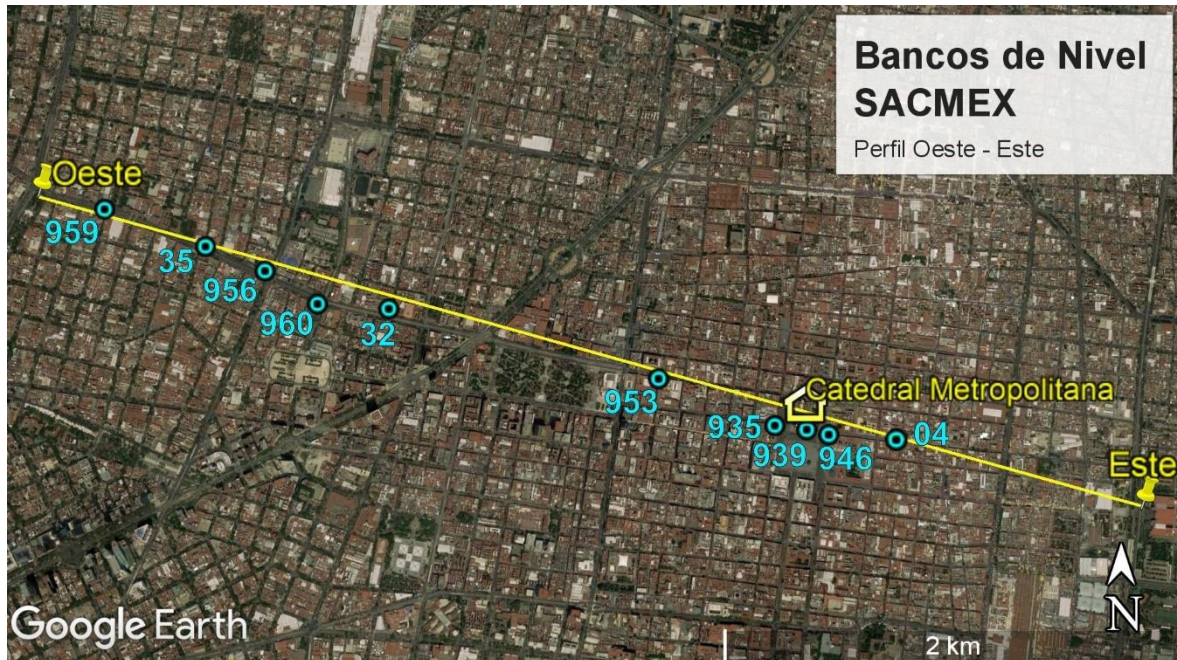 Bancos de Nivel
SACMEX
Perfil Oeste - Este
Oeste
959
35
956
960
32
953
Catedral Metropolitana
935
939
946
04
Este
N
Google Earth
2 km